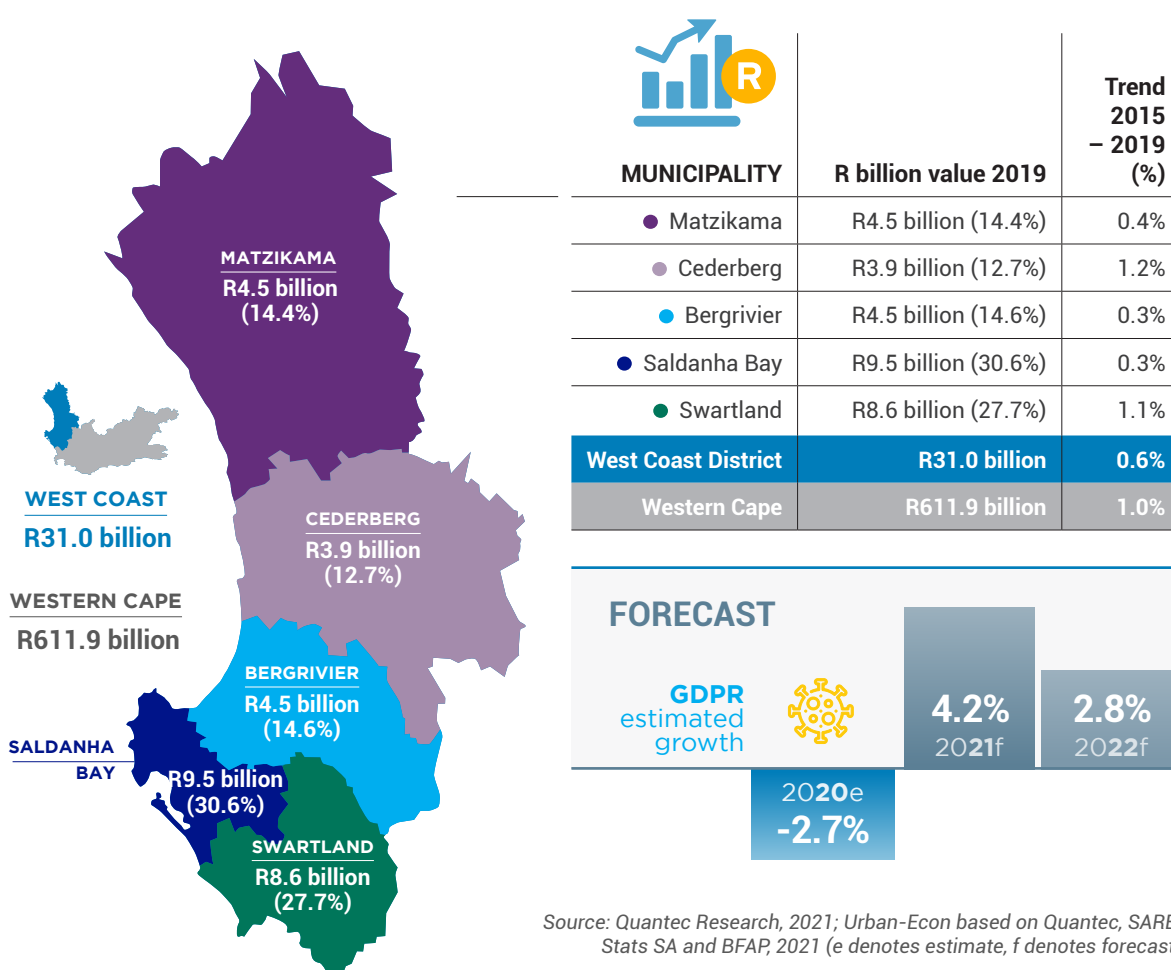 R
MUNICIPALITY R billion value 2019 Trend
2015
– 2019
(%)
Matzikama R4.5 billion (14.4%) 0.4%
Cederberg R3.9 billion (12.7%) 1.2%
Bergrivier R4.5 billion (14.6%) 0.3%
Saldanha Bay R9.5 billion (30.6%) 0.3%
Swartland R8.6 billion (27.7%) 1.1%
West Coast District R31.0 billion 0.6%
Western Cape R611.9 billion 1.0%
MATZIKAMA
R4.5 billion
(14.4%)
WEST COAST
R31.0 billion
WESTERN CAPE
R611.9 billion
CEDERBERG
R3.9 billion
(12.7%)
BERGRIVIER
R4.5 billion
(14.6%)
SALDANHA
BAY
R9.5 billion
(30.6%)
SWARTLAND
R8.6 billion
(27.7%)
FORECAST
GDPR
estimated
growth
2020e
-2.7%
4.2%
2021f
2.8%
2022f
Source: Quantec Research, 2021; Urban-Econ based on Quantec,
Stats SA and BFAP, 2021 (e denotes estimate, f denotes forecast